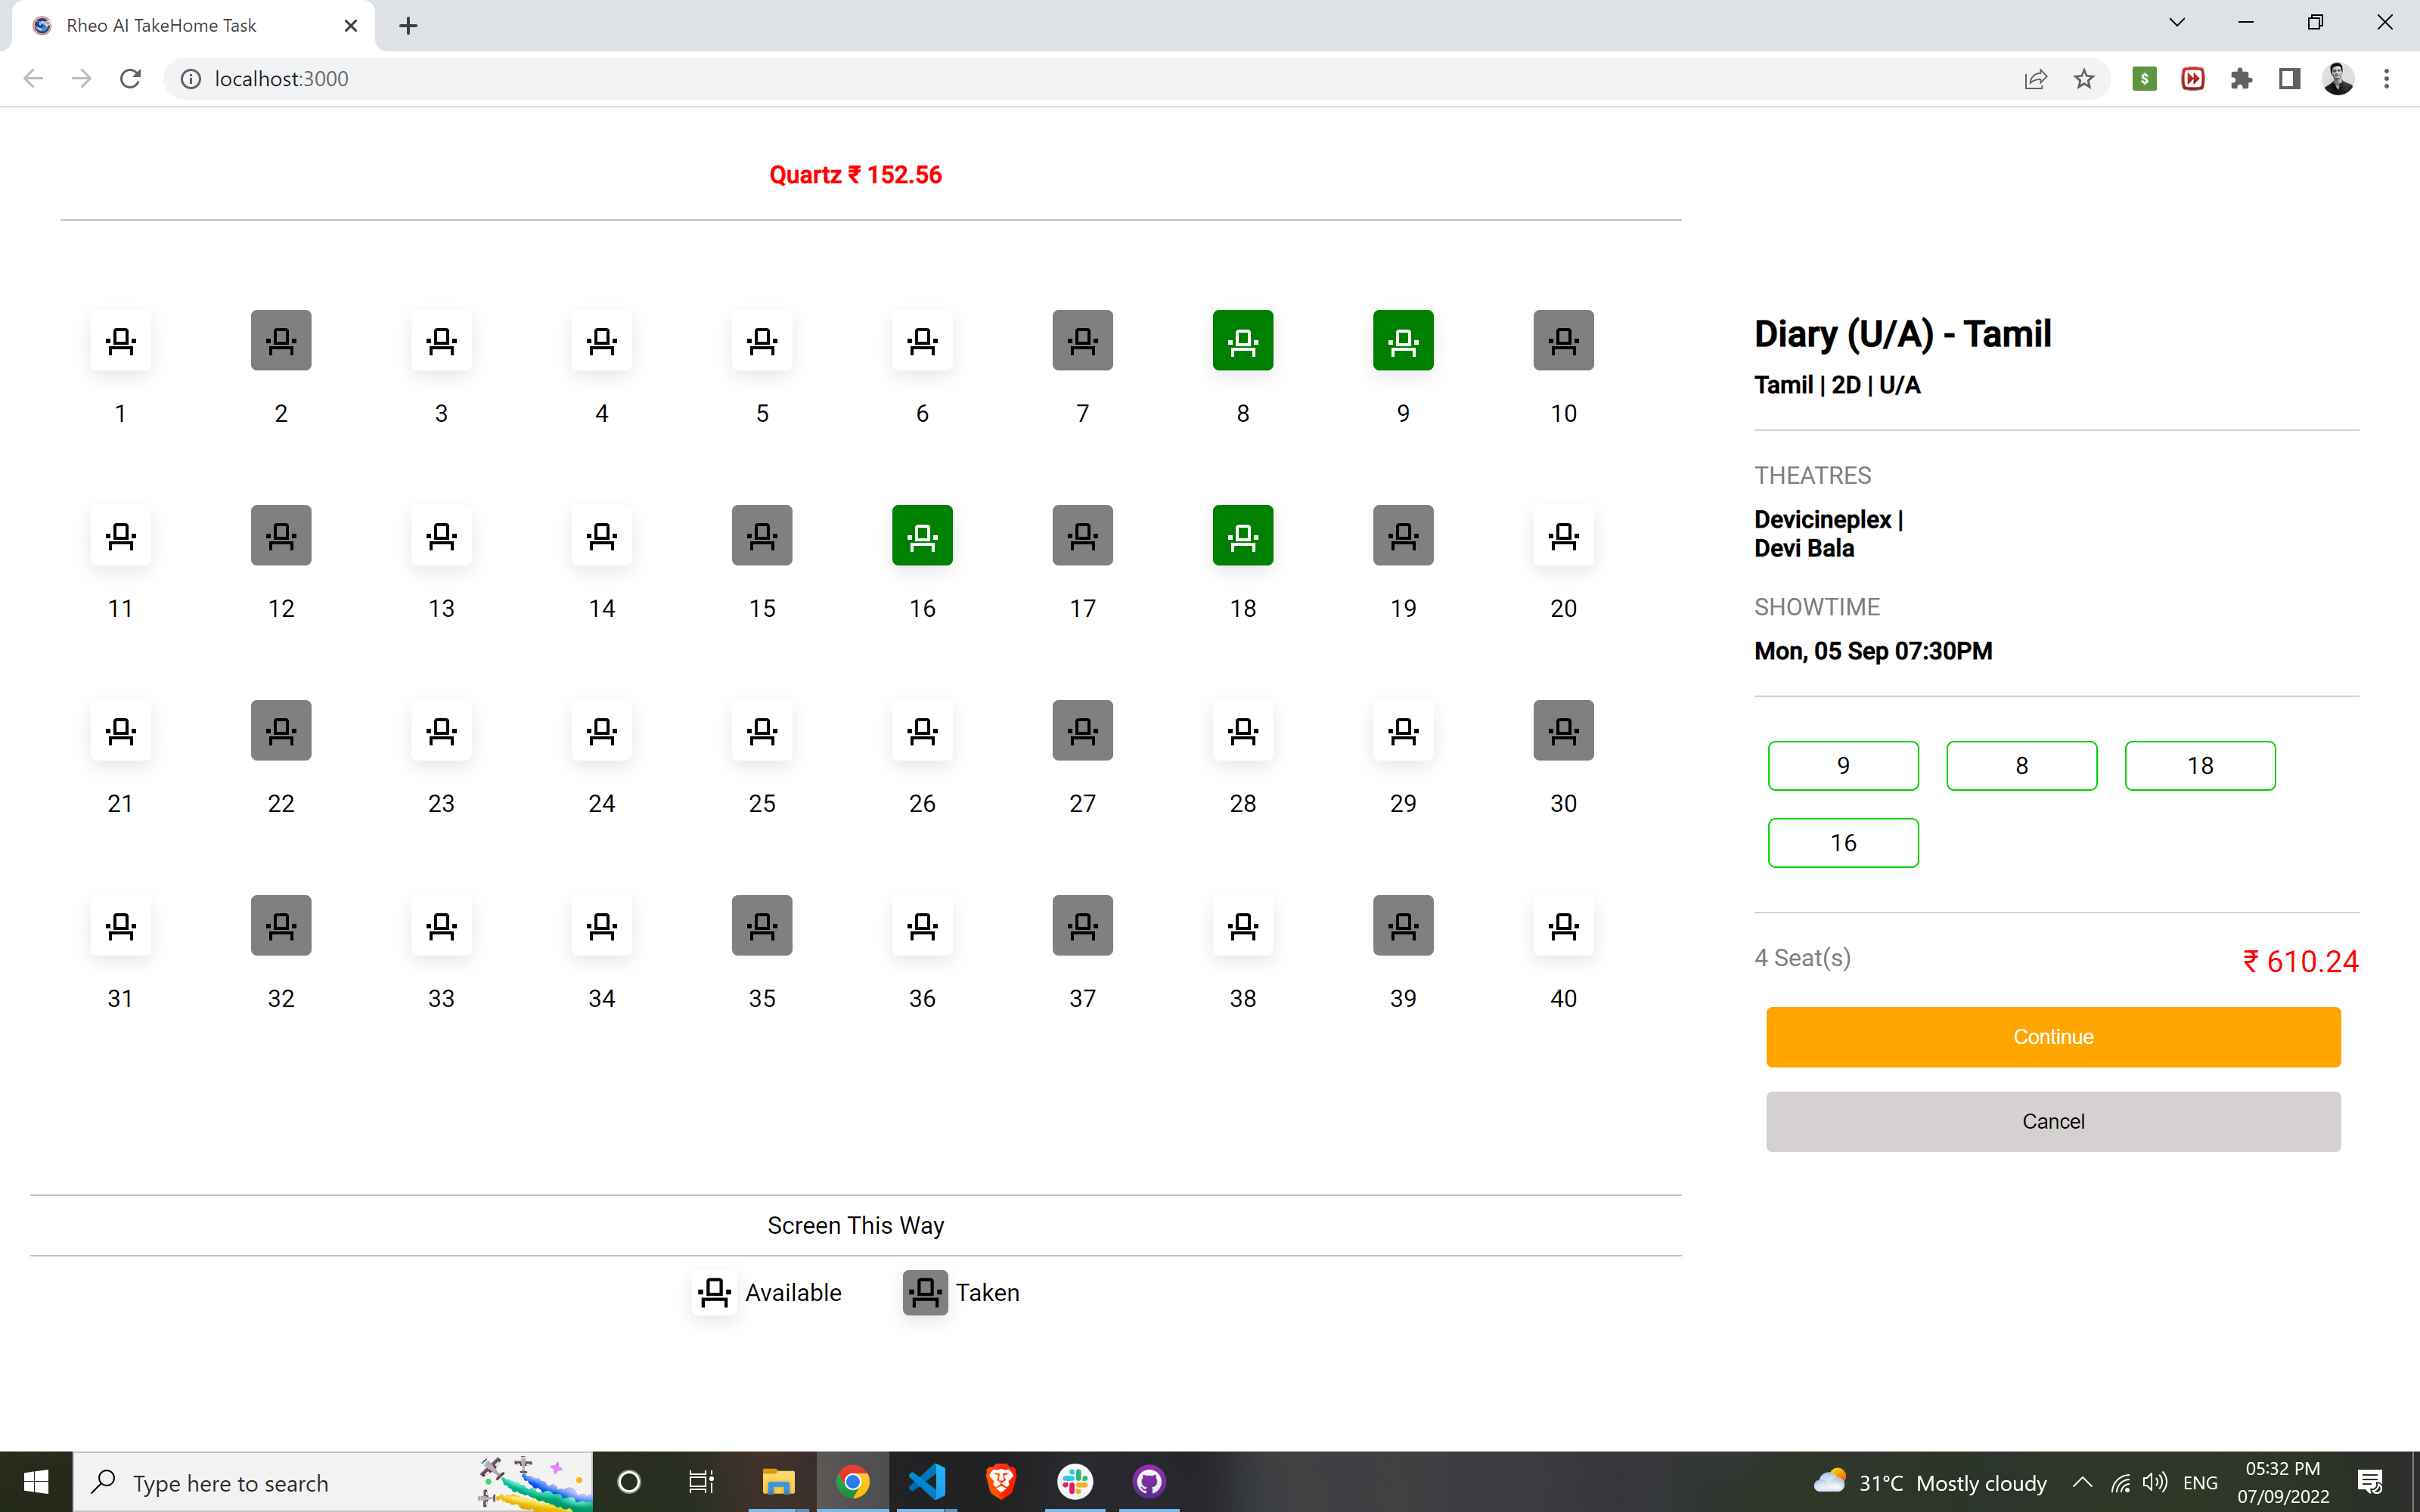 Rheo AI TakeHome Task
localhost:3000
Quartz ₹ 152.56
1 2 3 4 5 6 7 8 9 10
11 12 13 14 15 16 17 18 19 20
21 22 23 24 25 26 27 28 29 30
31 32 33 34 35 36 37 38 39 40
Screen This Way
Available Taken
Diary (U/A) - Tamil
Tamil | 2D | U/A
THEATRES
Devicineplex |
Devi Bala
SHOWTIME
Mon, 05 Sep 07:30PM
9 8 18
16
4 Seat(s) ₹ 610.24
Continue
Cancel
Type here to search
31°C Mostly cloudy
ENG
05:32 PM
07/09/2022